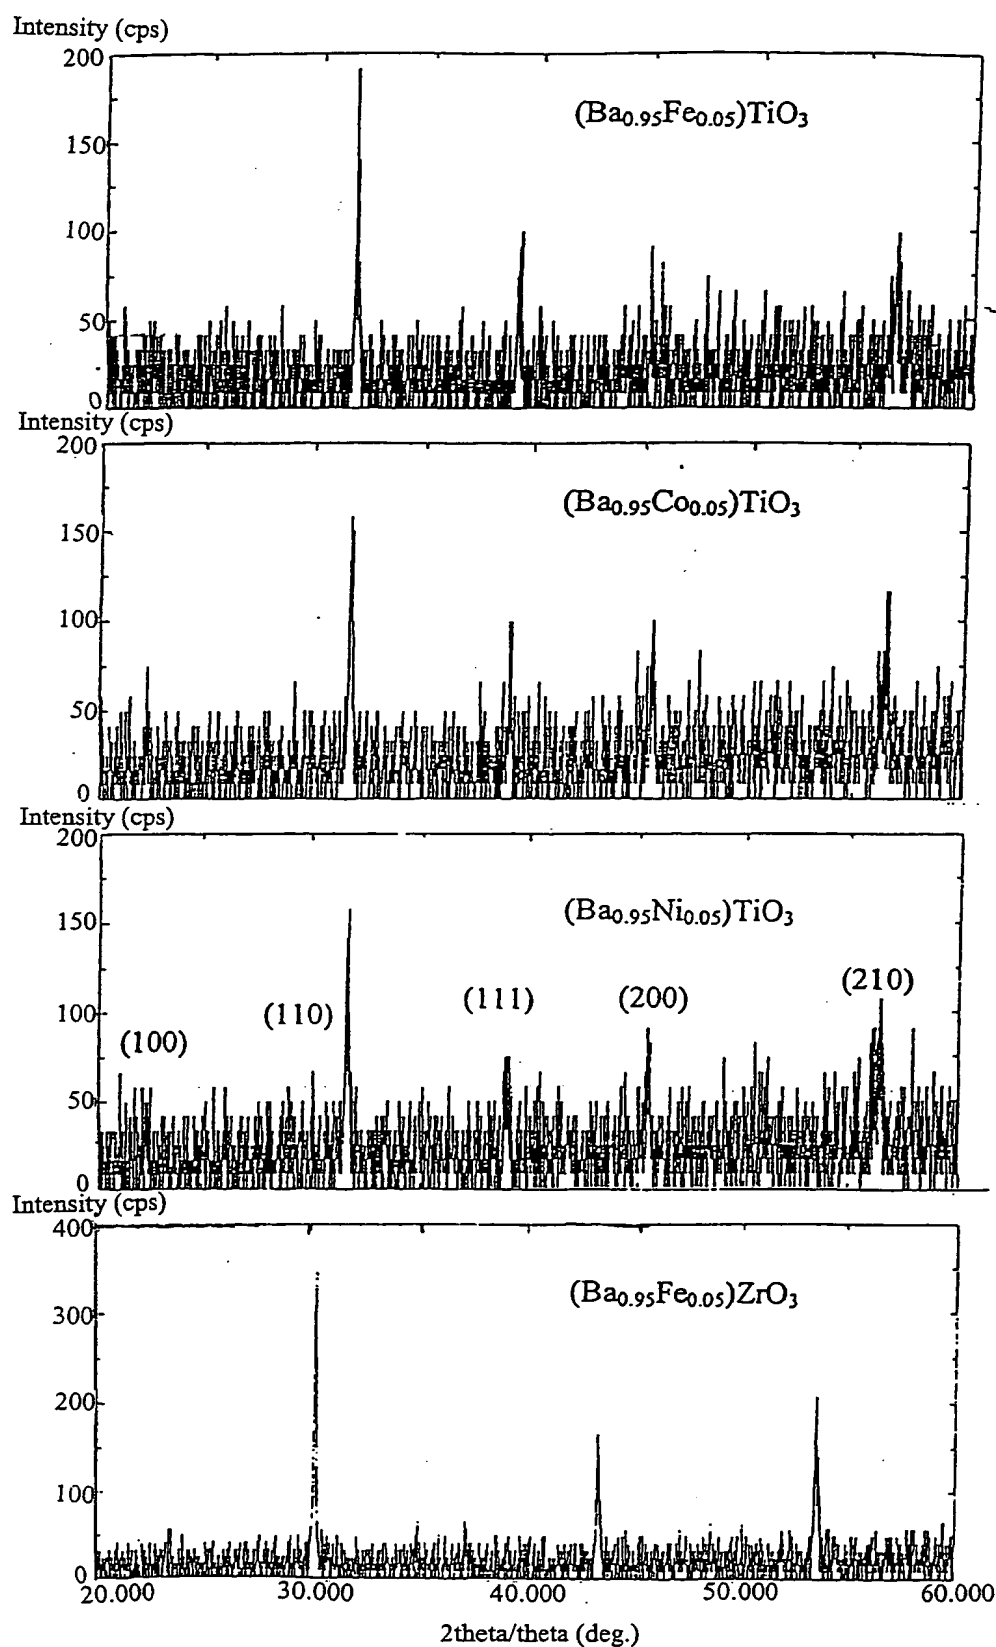 Intensity (cps)
200
(Ba0.95Fe0.05)TiO3
150
100
50
0
Intensity (cps)
200
(Ba0.95Co0.05)TiO3
150
100
50
0
Intensity (cps)
200
(Ba0.95Ni0.05)TiO3
150
(210)
(111)
(200)
100
(110)
(100)
50
0
Intensity (cps)
400
(Ba0.95Fe0.05)ZrO3
300
200
100
0
20.000 30.000 40.000 50.000 60.000
2theta/theta (deg.)